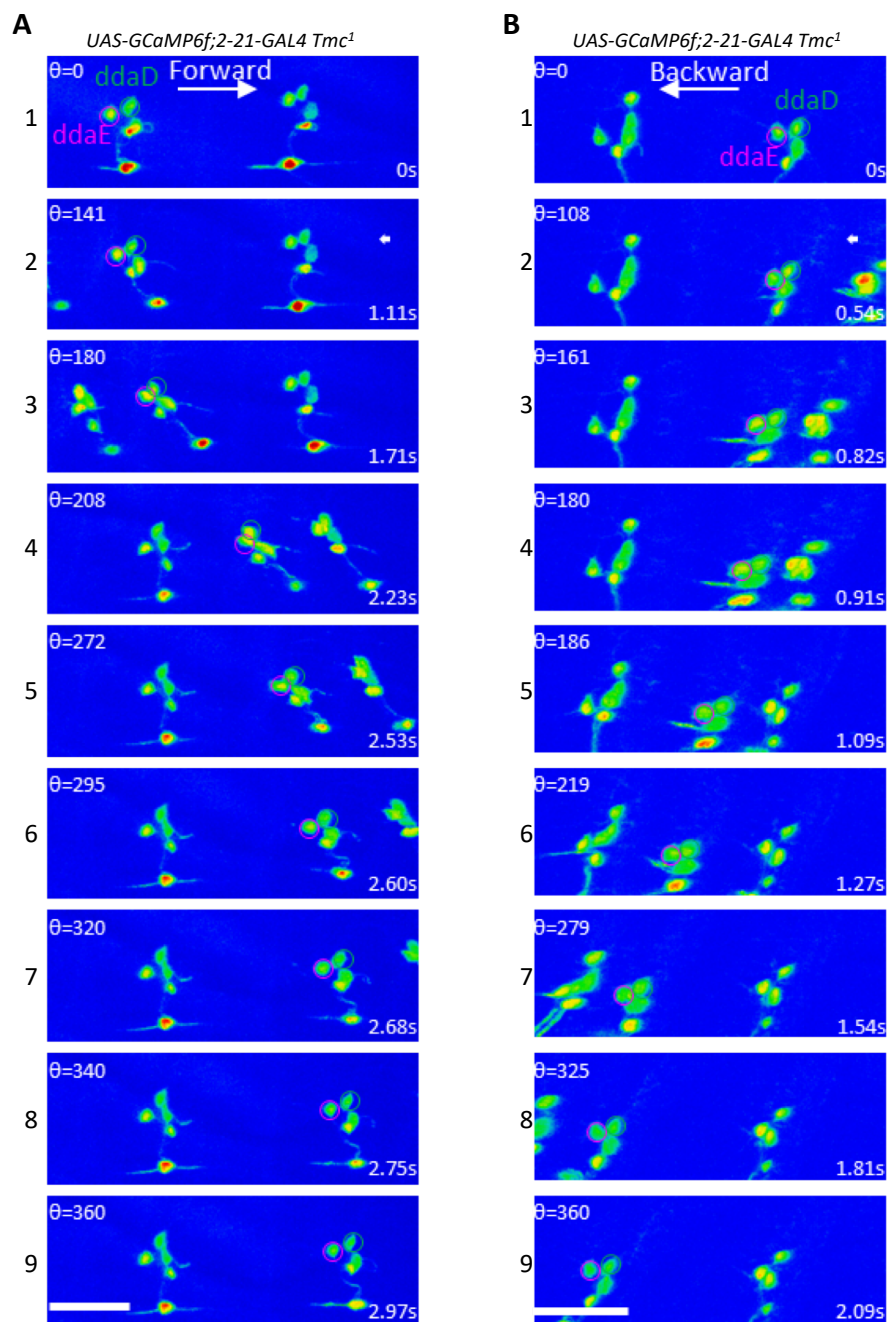 A
UAS-GCaMP6f;2-21-GAL4 Tmc¹
θ=0
ddaD
Forward
1
ddaE
0s
θ=141
2
1.11s
θ=180
3
1.71s
θ=208
4
2.23s
θ=272
5
2.53s
θ=295
6
2.60s
θ=320
7
2.68s
θ=340
8
2.75s
θ=360
9
2.97s
B
UAS-GCaMP6f;2-21-GAL4 Tmc¹
θ=0
Backward
ddaD
1
ddaE
0s
θ=108
2
0.54s
θ=161
3
0.82s
θ=180
4
0.91s
θ=186
5
1.09s
θ=219
6
1.27s
θ=279
7
1.54s
θ=325
8
1.81s
θ=360
9
2.09s